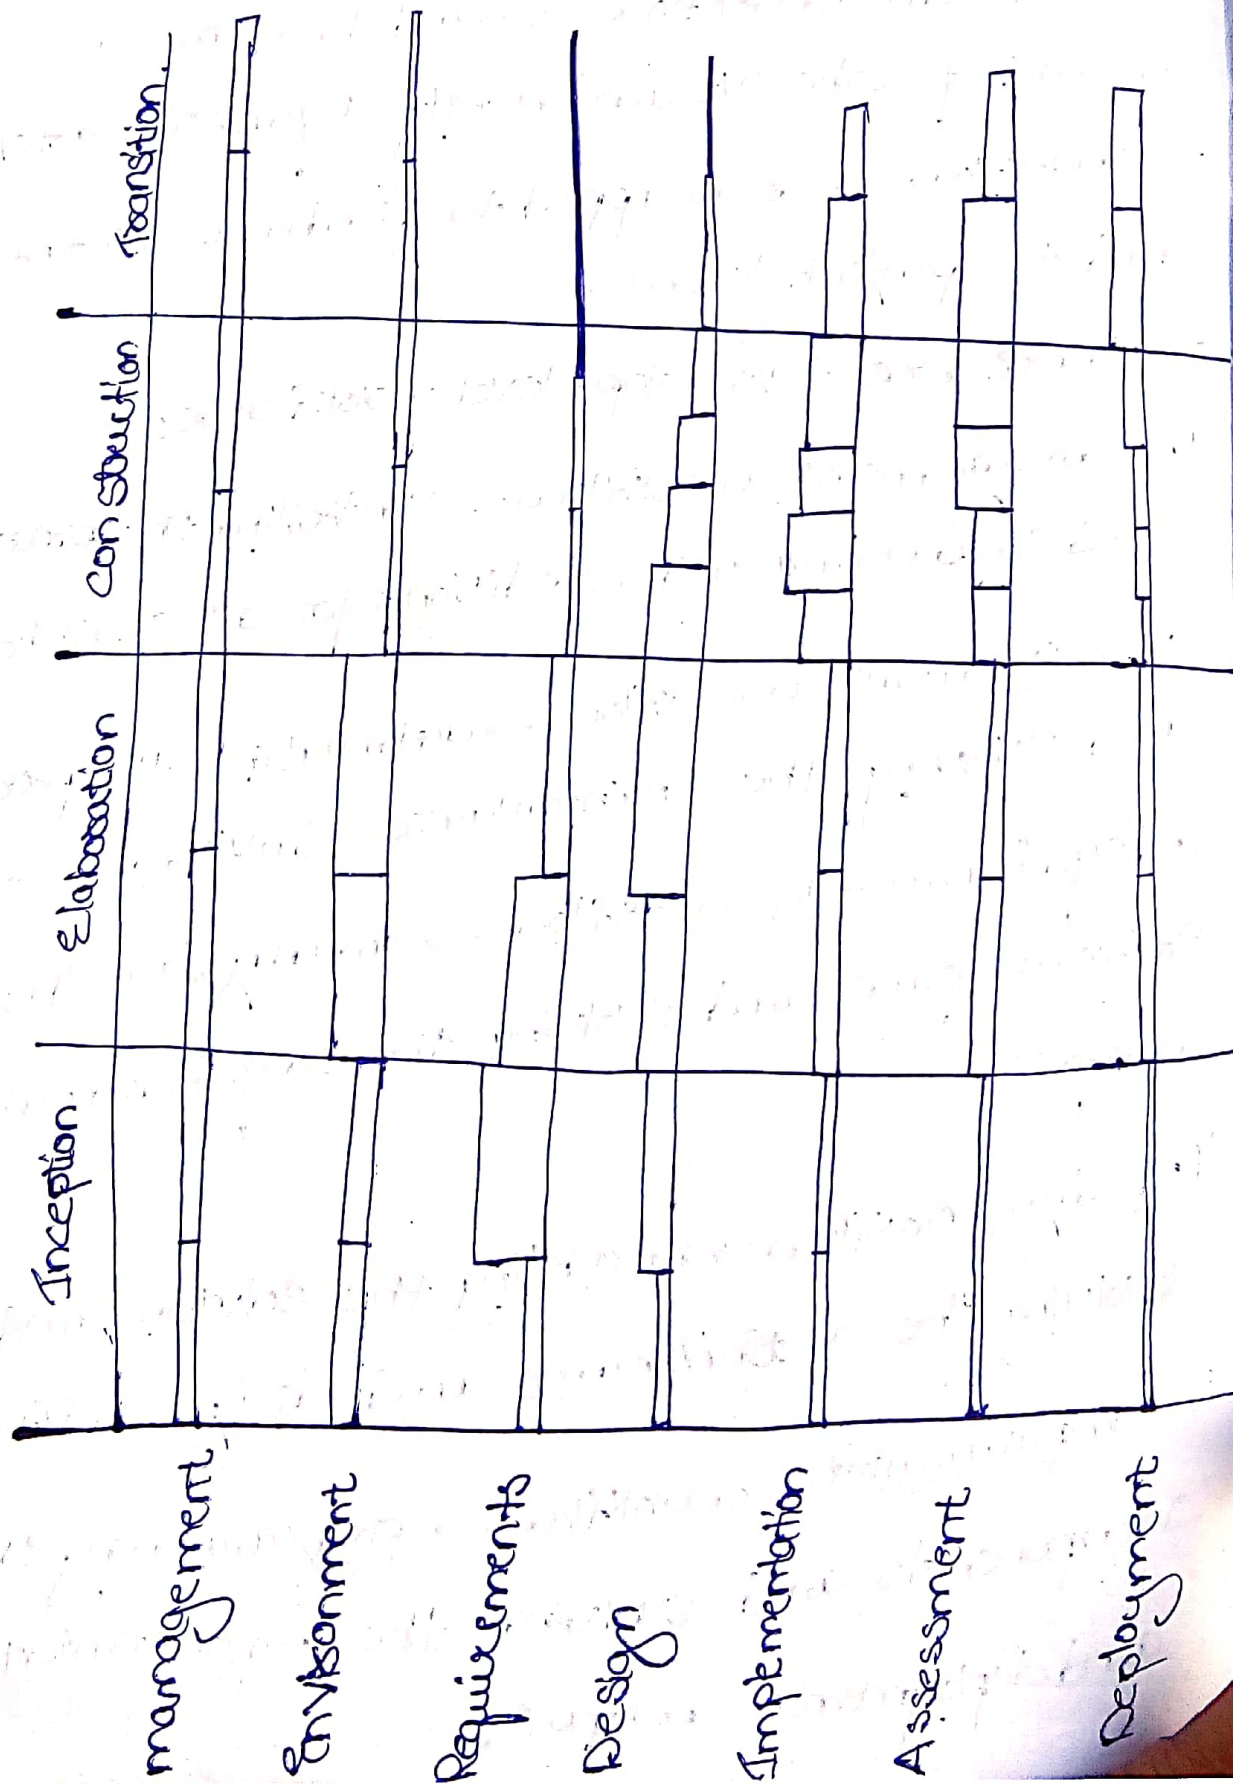 Inception
Elaboration
Construction
Transition
management
Environment
Requirements
Design
Implementation
Assessment
Deployment